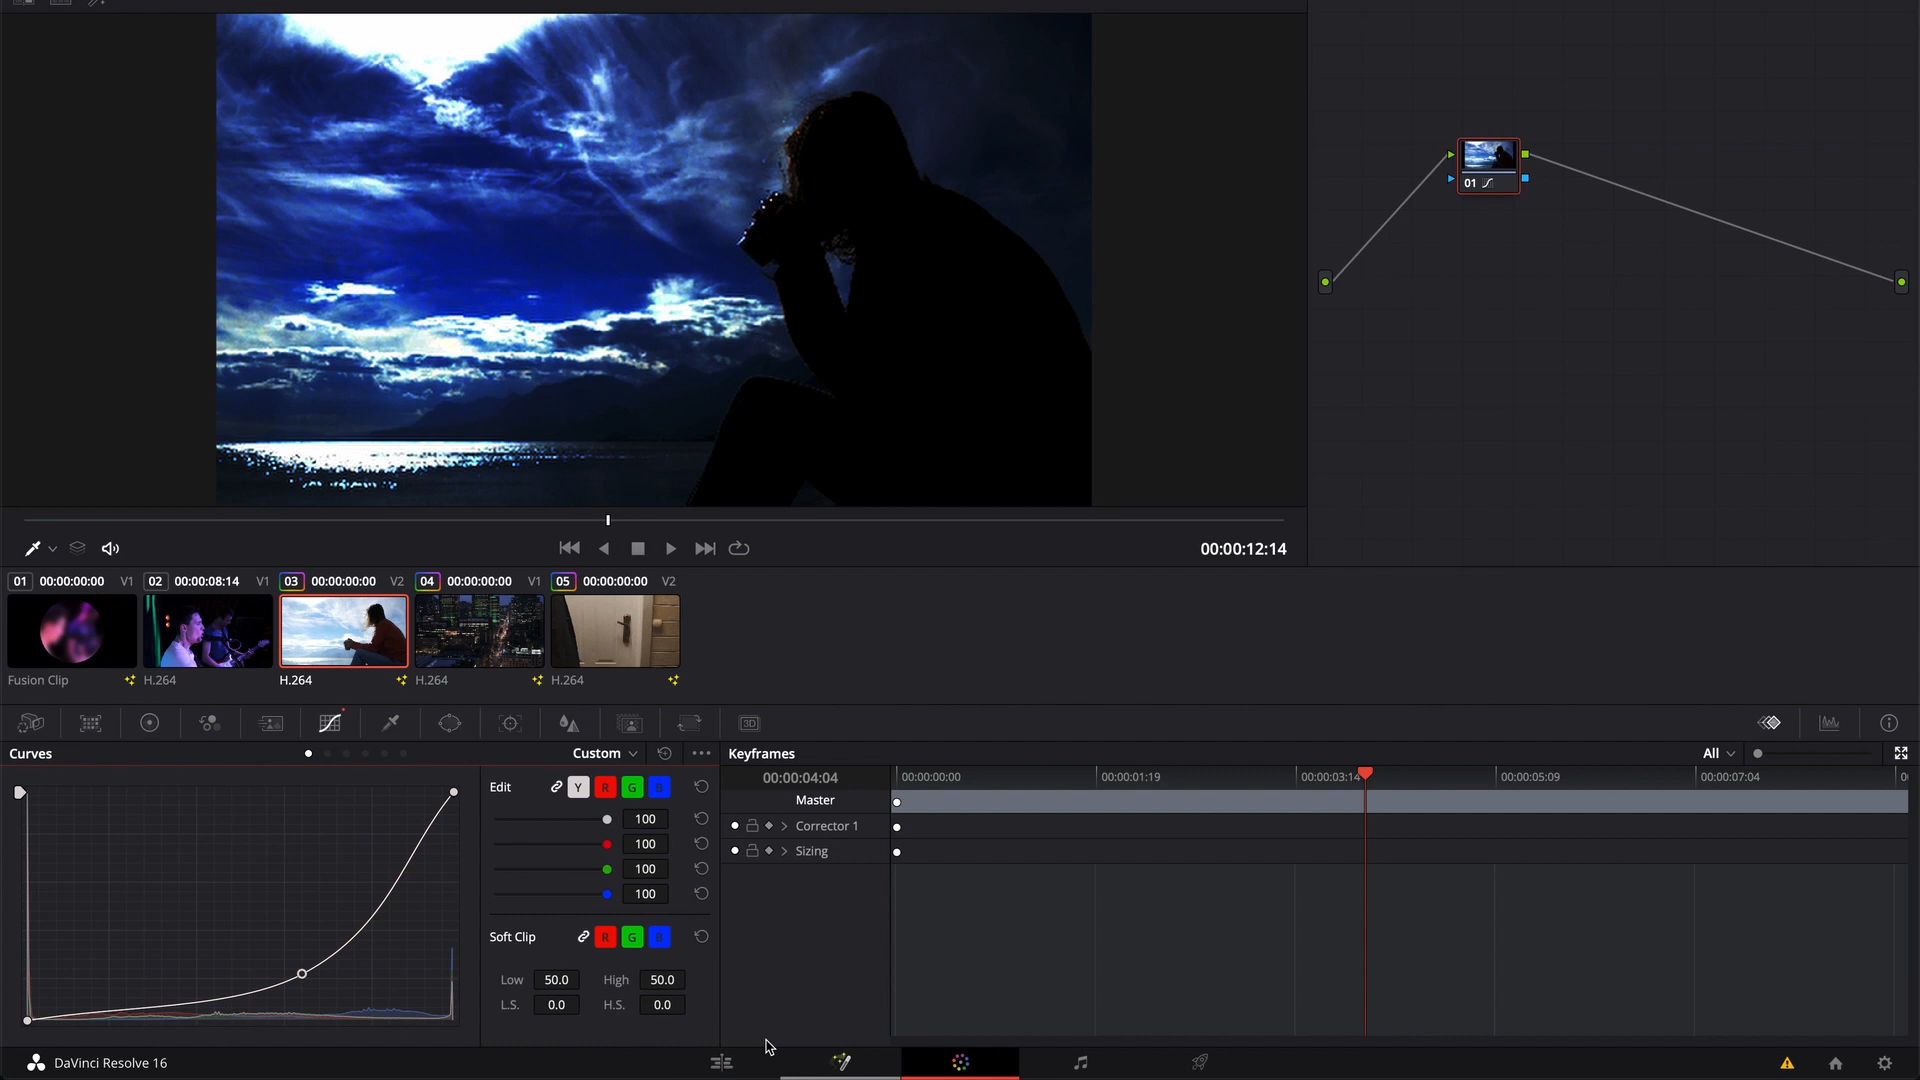 01
00:00:12:14
01 00:00:00:00 V1 02 00:00:08:14 V1 03 00:00:00:00 V2 04 00:00:00:00 V1 05 00:00:00:00 V2
Fusion Clip H.264 H.264 H.264 H.264
3D
Curves Custom Keyframes All
Edit Y R G B
100
100
100
100
Soft Clip R G B
Low 50.0 High 50.0
L.S. 0.0 H.S. 0.0
00:00:04:04 00:00:00:00 00:00:01:19 00:00:03:14 00:00:05:09 00:00:07:04
Master
Corrector 1
Sizing
DaVinci Resolve 16